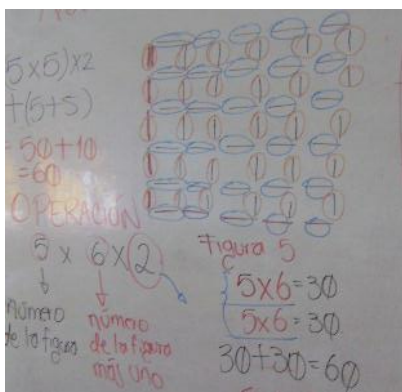 5x5)x2
+(5+5)
= 50+10
=60
OPERACIÓN
5 x 6 x 2
número
de la figura
número
de la figura
más uno
Figura 5
5x6=30
5x6=30
30+30=60